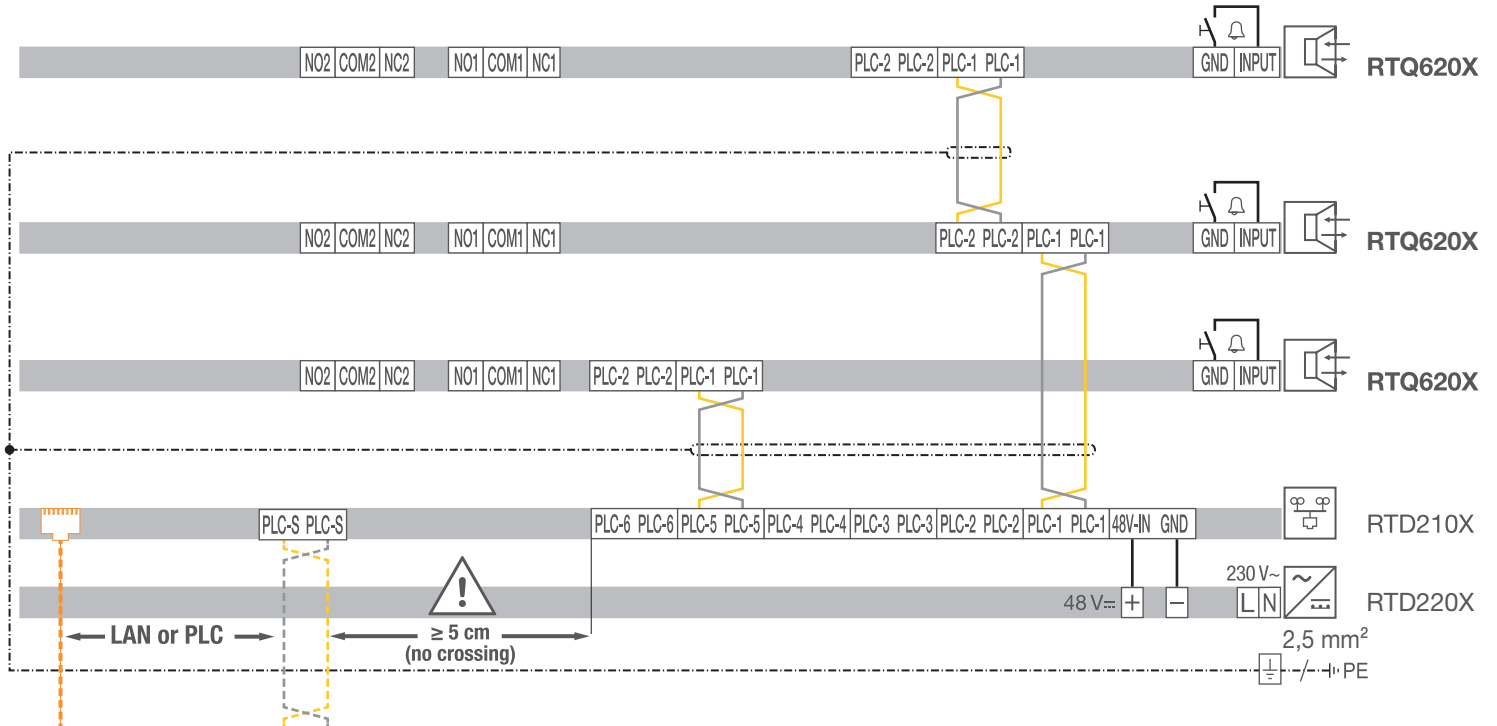 NO2 COM2 NC2 NO1 COM1 NC1 PLC-2 PLC-2 PLC-1 PLC-1 GND INPUT RTQ620X
NO2 COM2 NC2 NO1 COM1 NC1 PLC-2 PLC-2 PLC-1 PLC-1 GND INPUT RTQ620X
NO2 COM2 NC2 NO1 COM1 NC1 PLC-2 PLC-2 PLC-1 PLC-1 GND INPUT RTQ620X
PLC-S PLC-S PLC-6 PLC-6 PLC-5 PLC-5 PLC-4 PLC-4 PLC-3 PLC-3 PLC-2 PLC-2 PLC-1 PLC-1 48V-IN GND RTD210X
230 V~
48 V⎓ + − L N RTD220X
LAN or PLC ≥ 5 cm
(no crossing)
2,5 mm²
PE